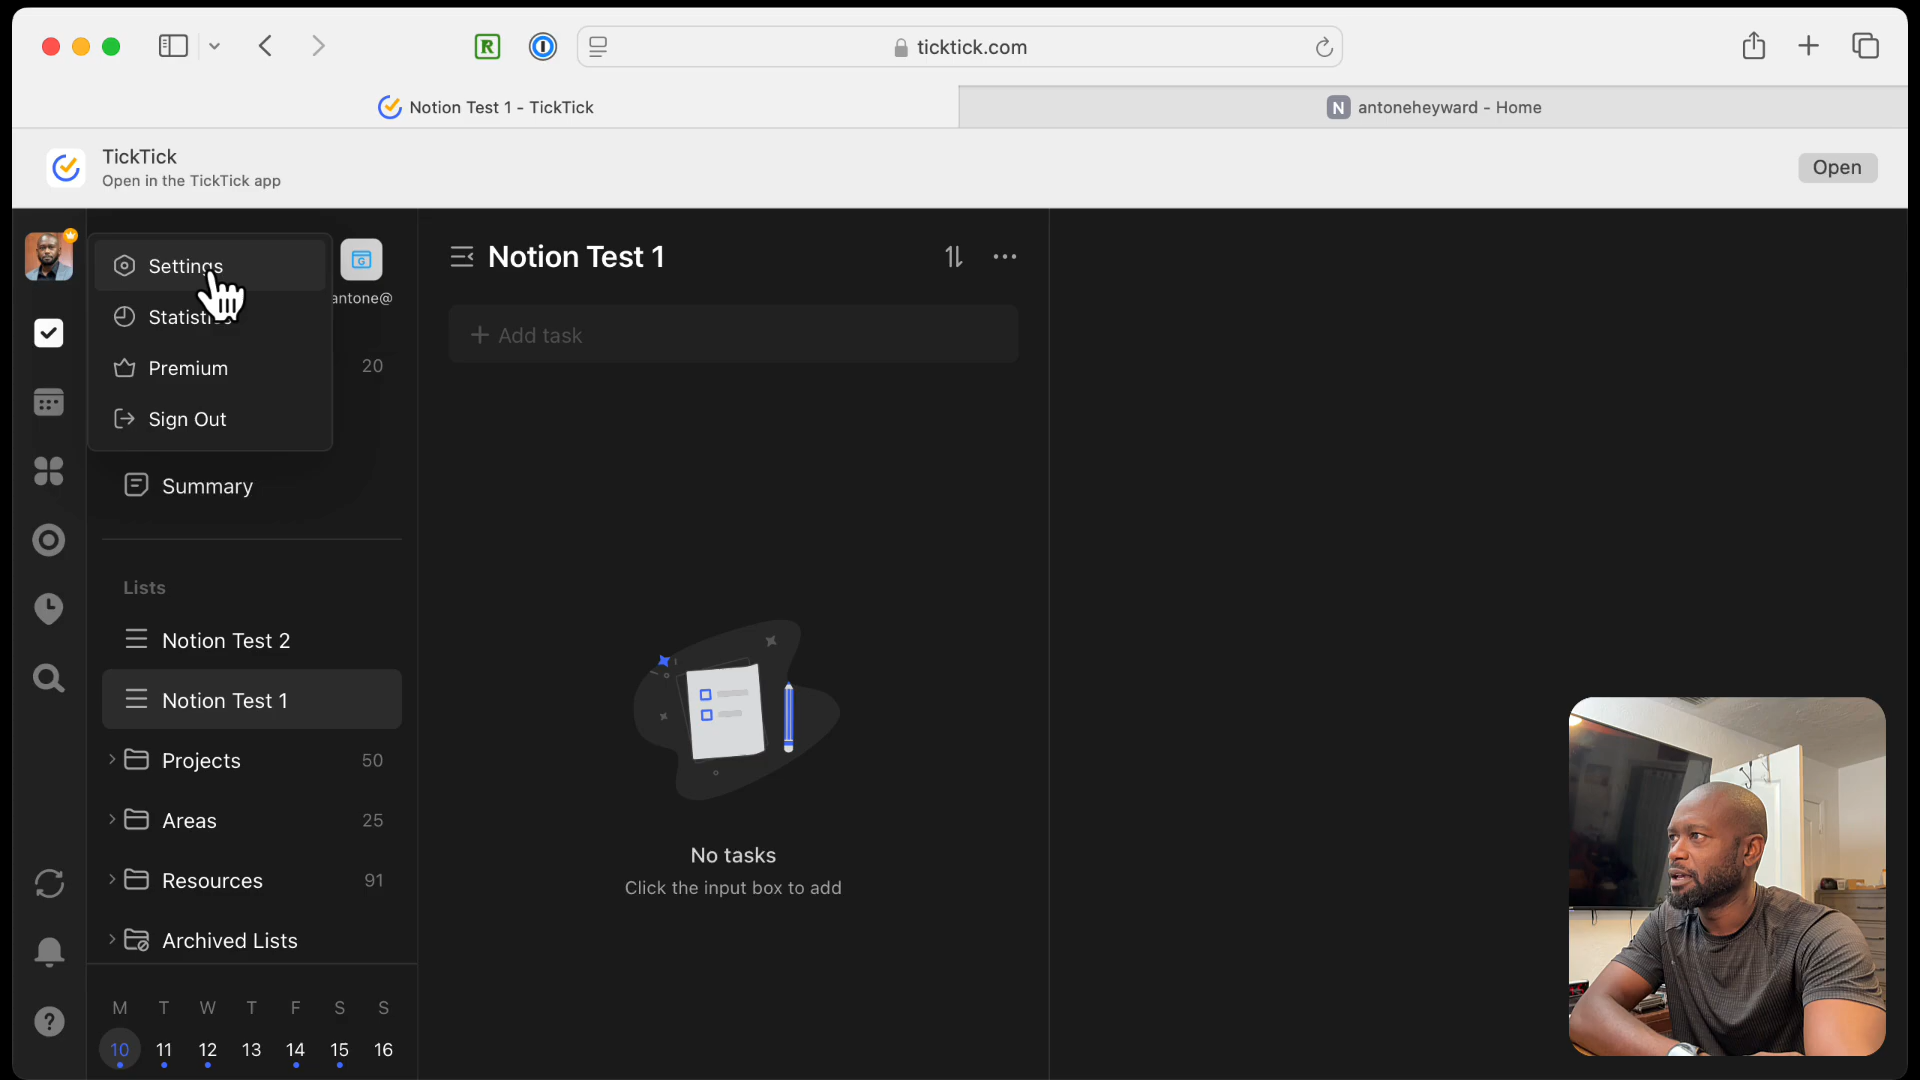 ticktick.com
Notion Test 1 - TickTick
N antoneheyward - Home
TickTick
Open in the TickTick app
Open
Settings
Statistics
Premium
Sign Out
antone@
20
Summary
Lists
Notion Test 2
Notion Test 1
Projects 50
Areas 25
Resources 91
Archived Lists
M T W T F S S
10 11 12 13 14 15 16
Notion Test 1
+ Add task
No tasks
Click the input box to add